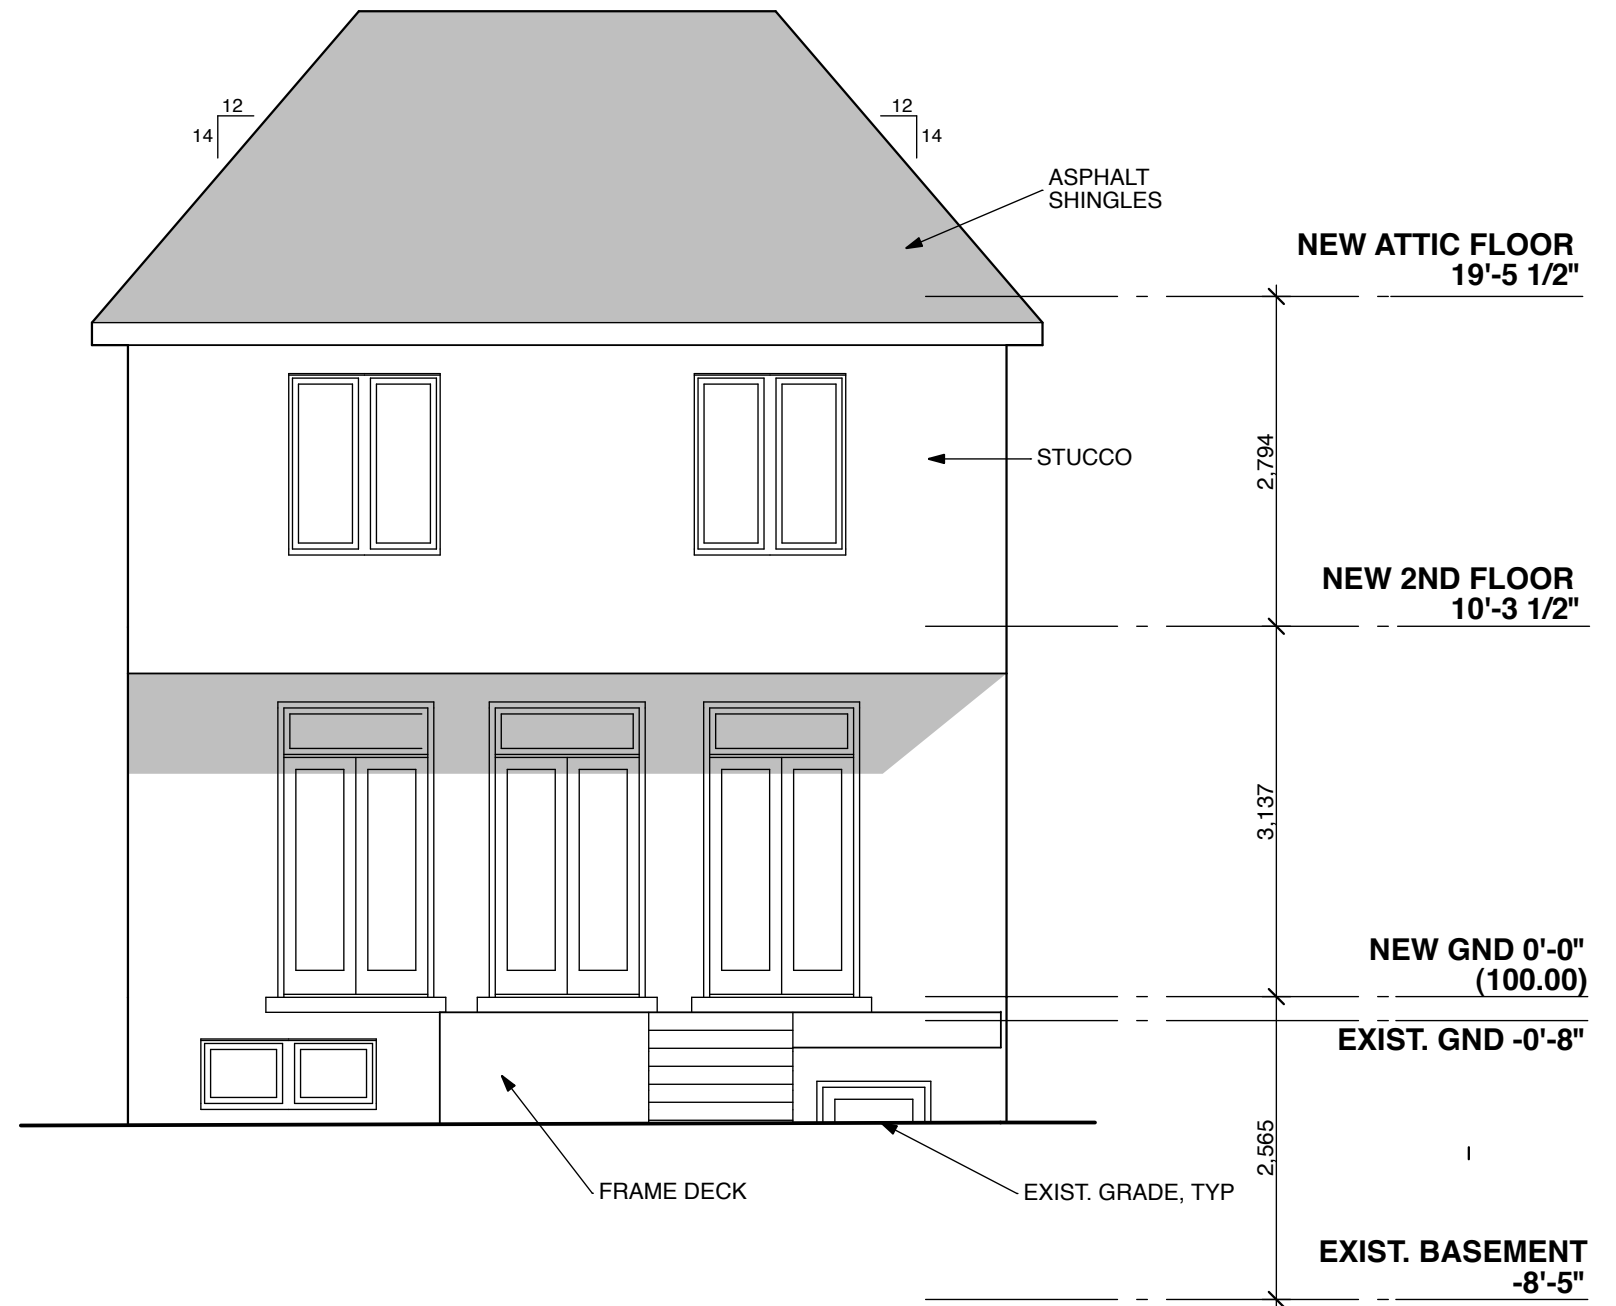 12
14
12
14
ASPHALT
SHINGLES
NEW ATTIC FLOOR
19'-5 1/2"
2,794
STUCCO
NEW 2ND FLOOR
10'-3 1/2"
3,137
NEW GND 0'-0"
(100.00)
EXIST. GND -0'-8"
2,565
FRAME DECK
EXIST. GRADE, TYP
EXIST. BASEMENT
-8'-5"